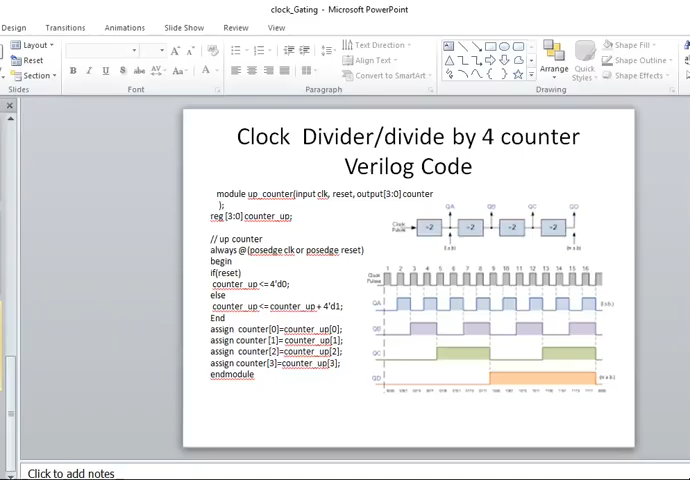 clock_Gating - Microsoft PowerPoint
Design Transitions Animations Slide Show Review View
Layout
Reset
Section
Text Direction
Align Text
Convert to SmartArt
Arrange
Quick Styles
Shape Fill
Shape Outline
Shape Effects
Slides Font Paragraph Drawing
Clock Divider/divide by 4 counter
Verilog Code
module up_counter(input clk, reset, output[3:0] counter
);
reg [3:0] counter_up;
// up counter
always @(posedge clk or posedge reset)
begin
if(reset)
counter_up <= 4'd0;
else
counter_up <= counter_up + 4'd1;
End
assign counter[0]=counter_up[0];
assign counter [1]= counter_up[1];
assign counter[2]=counter_up[2];
assign counter[3]=counter_up[3];
endmodule
QA QB QC QD
Clock Pulse
÷2 ÷2 ÷2 ÷2
(l.s.b) (m.s.b)
1 2 3 4 5 6 7 8 9 10 11 12 13 14 15 16
Clock Pulses
QA (l.s.b)
QB
QC
QD (m.s.b)
Click to add notes